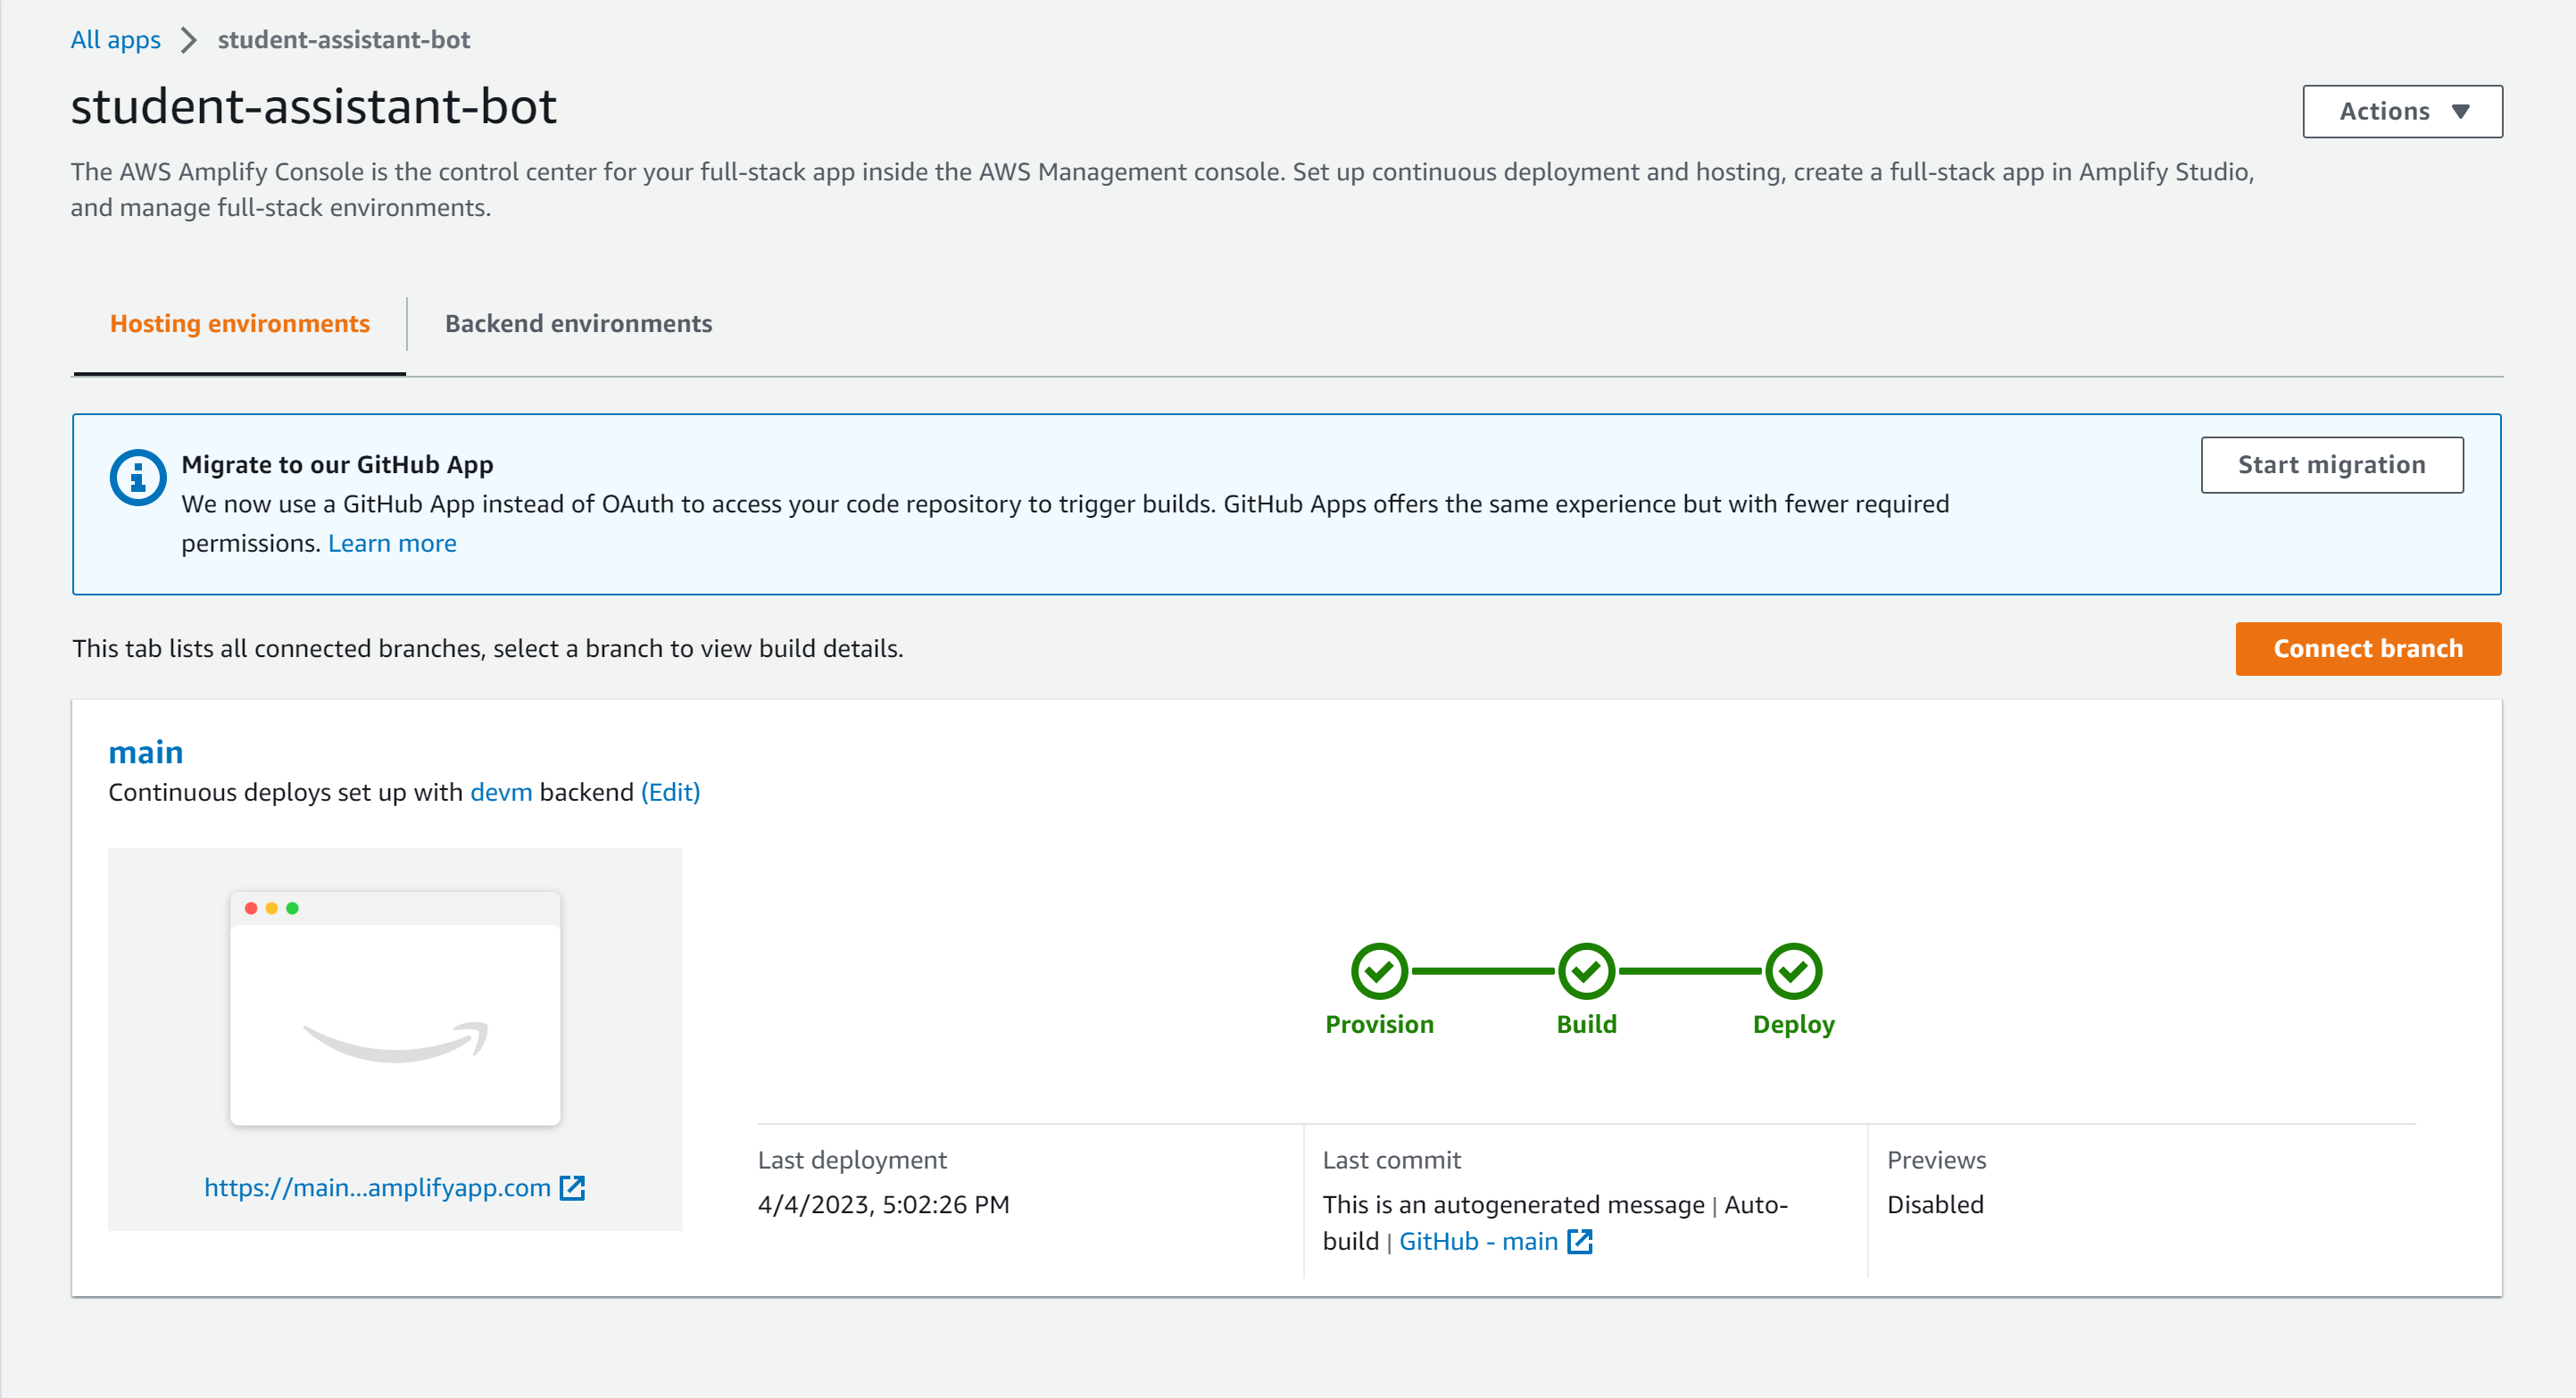 All apps > student-assistant-bot
student-assistant-bot
Actions
The AWS Amplify Console is the control center for your full-stack app inside the AWS Management console. Set up continuous deployment and hosting, create a full-stack app in Amplify Studio,
and manage full-stack environments.
Hosting environments
Backend environments
Migrate to our GitHub App
Start migration
We now use a GitHub App instead of OAuth to access your code repository to trigger builds. GitHub Apps offers the same experience but with fewer required
permissions. Learn more
This tab lists all connected branches, select a branch to view build details.
Connect branch
main
Continuous deploys set up with devm backend (Edit)
https://main...amplifyapp.com
Provision
Build
Deploy
Last deployment
4/4/2023, 5:02:26 PM
Last commit
This is an autogenerated message | Auto-
build | GitHub - main
Previews
Disabled